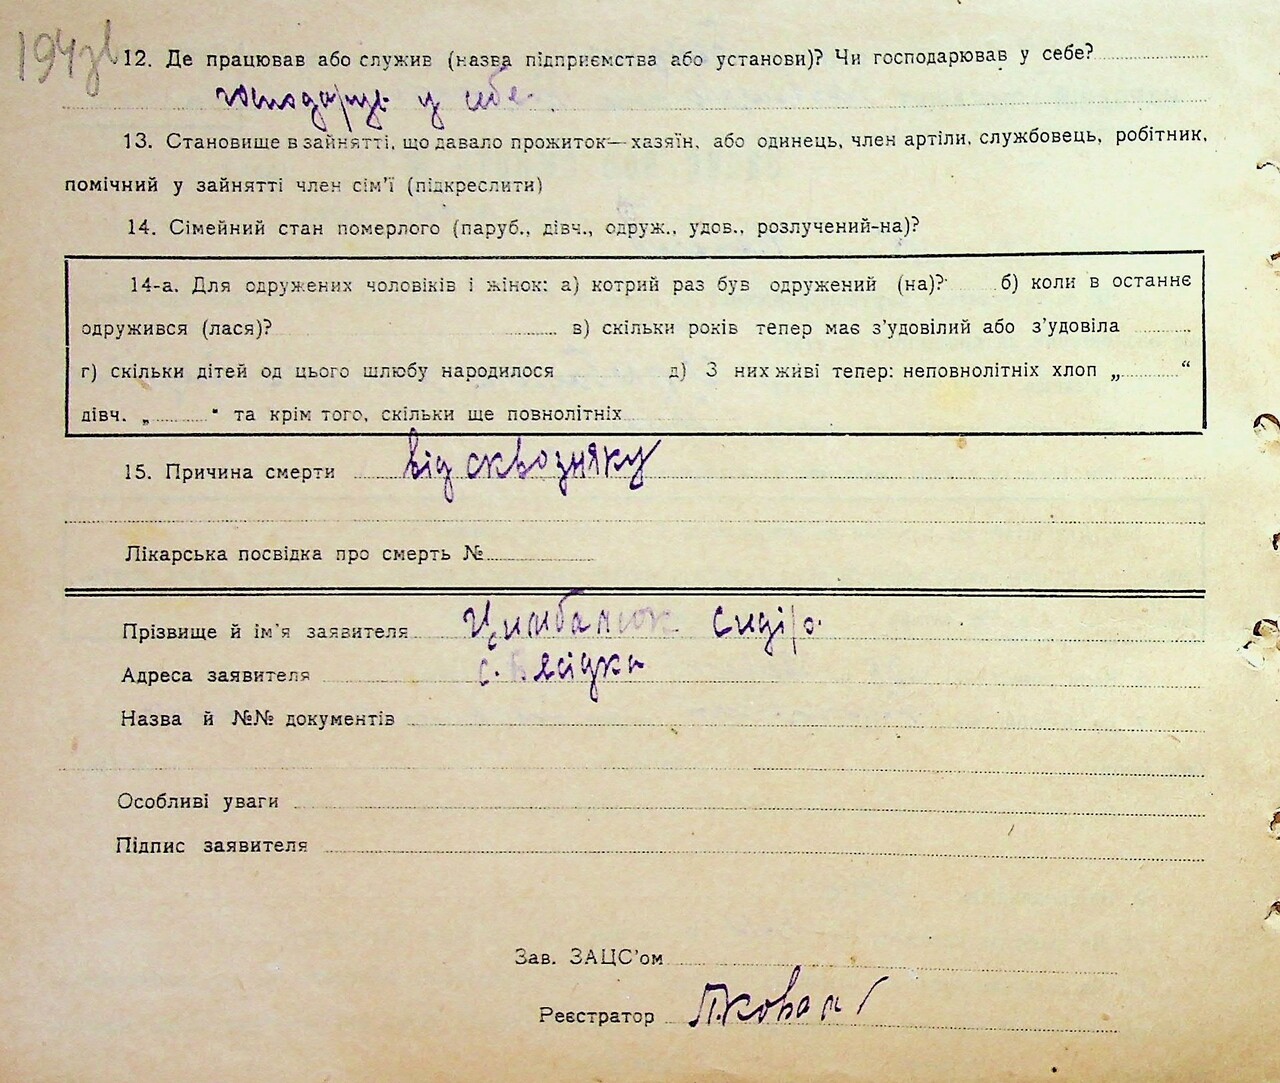 194зв
12. Де працював або служив (назва підприємства або установи)? Чи господарював у себе?
господарує у себе
13. Становище в зайнятті, що давало прожиток—хазяїн, або одинець, член артіли, службовець, робітник,
помічний у зайнятті член сім'ї (підкреслити)
14. Сімейний стан померлого (паруб., дівч., одруж., удов., розлучений-на)?
14-а. Для одружених чоловіків і жінок: а) котрий раз був одружений (на)? б) коли в останнє
одружився (лася)? в) скільки років тепер має з'удовілий або з'удовіла
г) скільки дітей од цього шлюбу народилося д) З них живі тепер: неповнолітніх хлоп „ “
дівч. „ “ та крім того, скільки ще повнолітніх
15. Причина смерти від сквозняку
Лікарська посвідка про смерть №
Прізвище й ім'я заявителя Цимбалюк Сидір
Адреса заявителя с.
Назва й №№ документів
Особливі уваги
Підпис заявителя
Зав. ЗАЦС'ом
Реєстратор